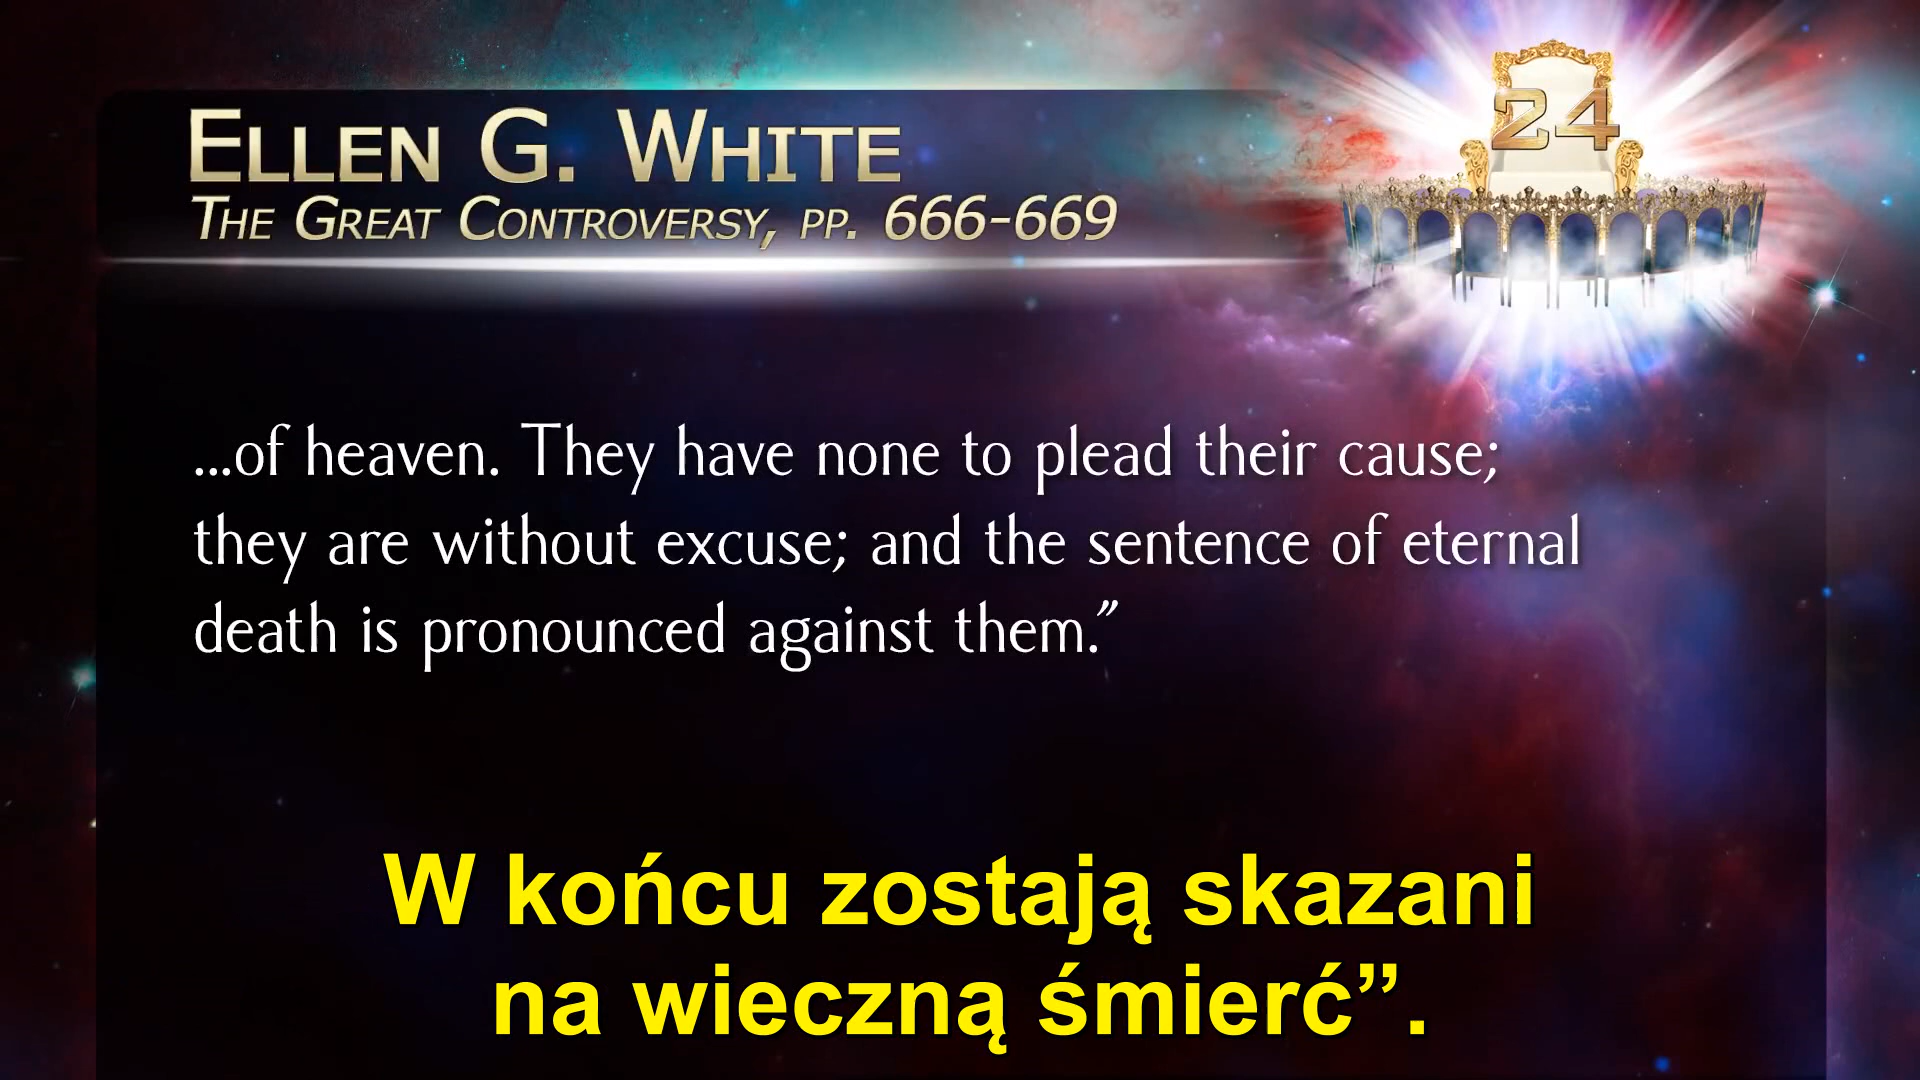 ELLEN G. WHITE
THE GREAT CONTROVERSY, PP. 666-669
24
...of heaven. They have none to plead their cause;
they are without excuse; and the sentence of eternal
death is pronounced against them.”
W końcu zostają skazani
na wieczną śmierć”.